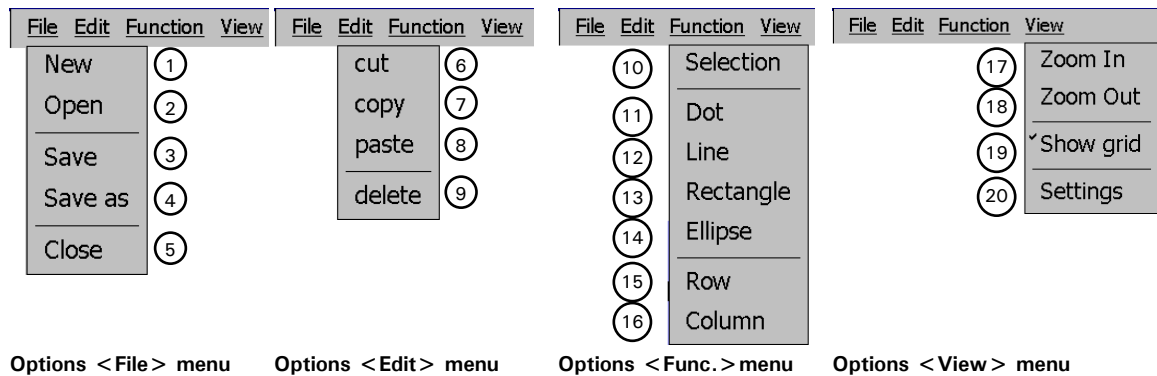 File Edit Function View
New 1
Open 2
Save 3
Save as 4
Close 5
Options <File> menu
File Edit Function View
cut 6
copy 7
paste 8
delete 9
Options <Edit> menu
File Edit Function View
10 Selection
11 Dot
12 Line
13 Rectangle
14 Ellipse
15 Row
16 Column
Options <Func.> menu
File Edit Function View
17 Zoom In
18 Zoom Out
19 Show grid
20 Settings
Options <View> menu